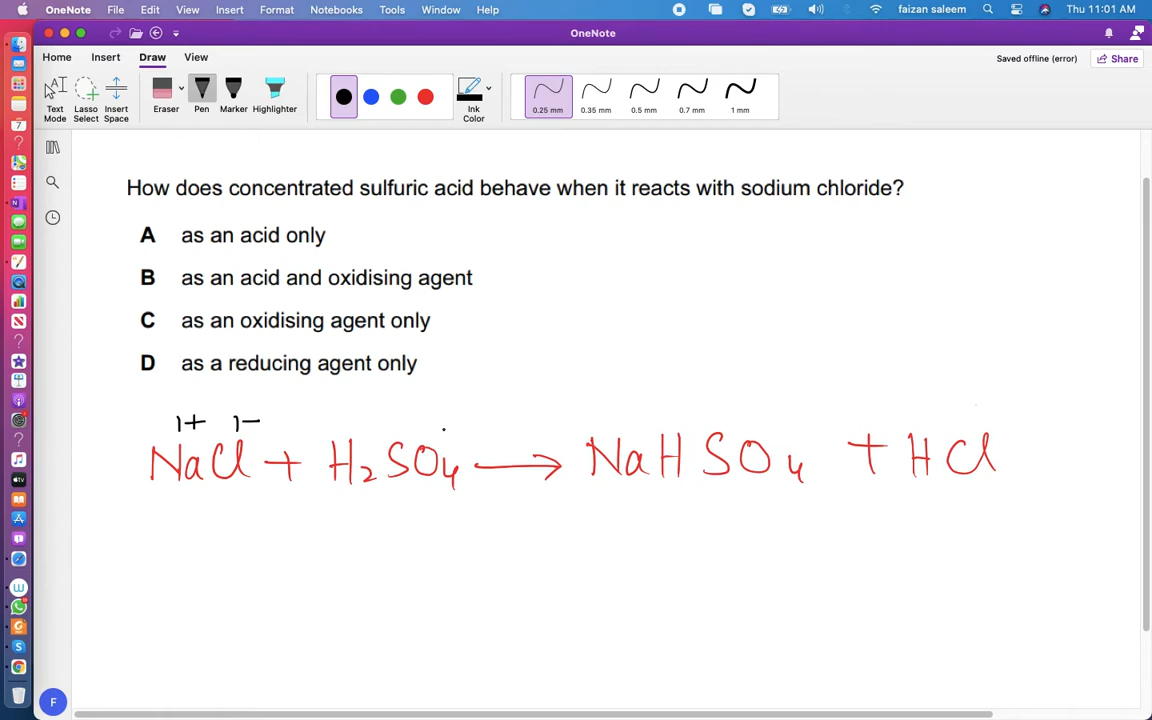 OneNote File Edit View Insert Format Notebooks Tools Window Help faizan saleem Thu 11:01 AM
OneNote
Home Insert Draw View Saved offline (error) Share
Text Mode Lasso Select Insert Space Eraser Pen Marker Highlighter Ink Color 0.25 mm 0.35 mm 0.5 mm 0.7 mm 1 mm
How does concentrated sulfuric acid behave when it reacts with sodium chloride?
A as an acid only
B as an acid and oxidising agent
C as an oxidising agent only
D as a reducing agent only
1+ 1-
NaCl + H₂SO₄ → NaHSO₄ + HCl
F